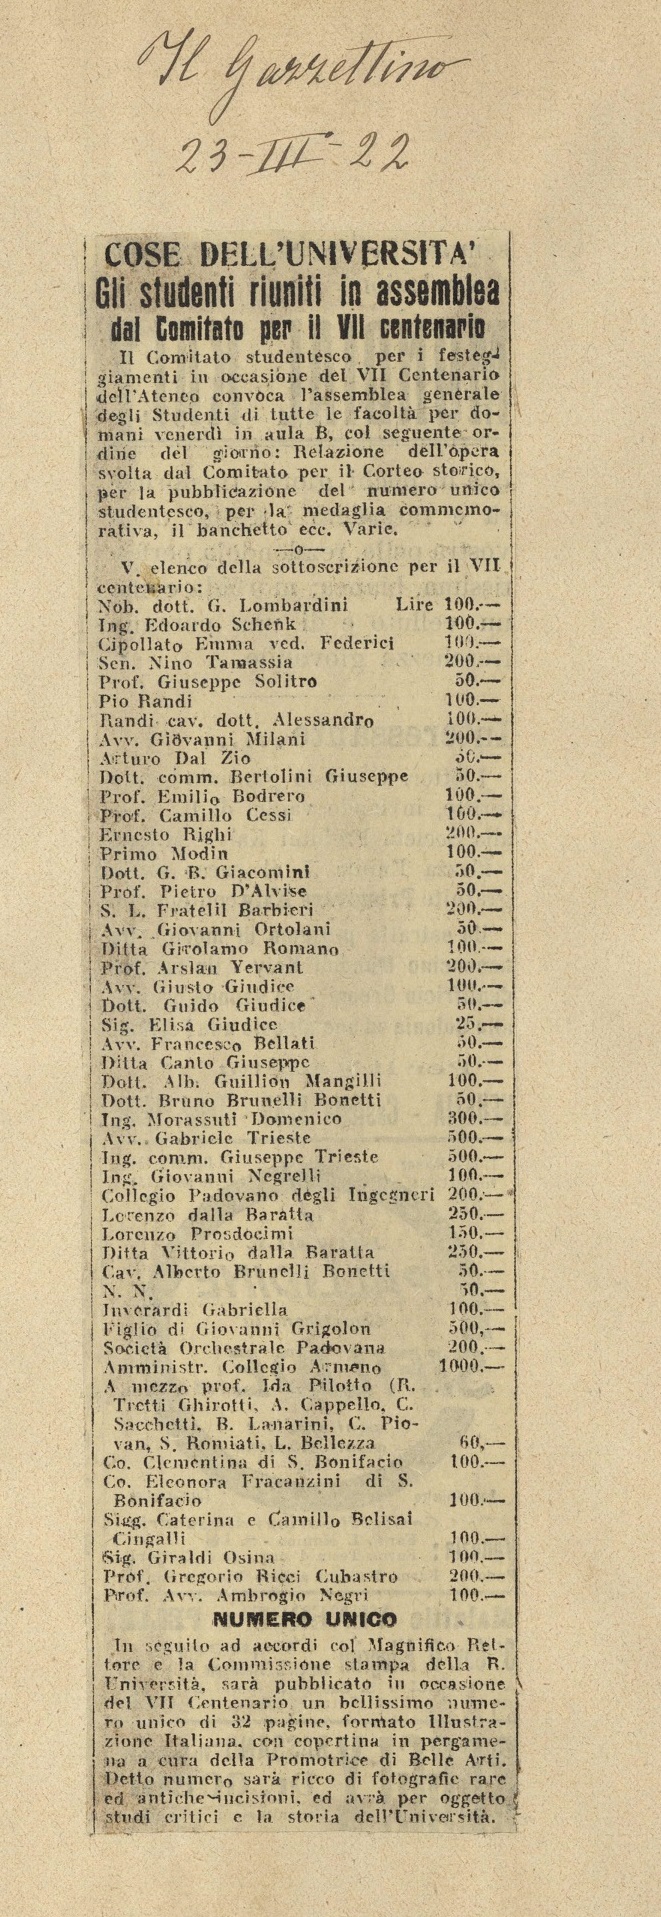 Il Gazzettino
23-III-22
COSE DELL'UNIVERSITA'
Gli studenti riuniti in assemblea
dal Comitato per il VII centenario
Il Comitato studentesco per i festeg-
giamenti in occasione del VII Centenario
dell'Ateneo convoca l'assemblea generale
degli Studenti di tutte le facoltà per do-
mani venerdì in aula B, col seguente or-
dine del giorno: Relazione dell'opera
svolta dal Comitato per il Corteo storico,
per la pubblicazione del numero unico
studentesco, per la medaglia commemo-
rativa, il banchetto ecc. Varie.
—o—
V. elenco della sottoscrizione per il VII
centenario:
Nob. dott. G. Lombardini Lire 100.—
Ing. Edoardo Schenk 100.—
Cipollato Emma ved. Federici 100.—
Sen. Nino Tamassia 200.—
Prof. Giuseppe Solitro 50.—
Pio Randi 100.—
Randi cav. dott. Alessandro 100.—
Avv. Giovanni Milani 200.--
Arturo Dal Zio 50.—
Dott. comm. Bertolini Giuseppe 50.—
Prof. Emilio Bodrero 100.—
Prof. Camillo Cessi 100.—
Ernesto Righi 200.—
Primo Modin 100.—
Dott. G. B. Giacomini 50.—
Prof. Pietro D'Alvise 50.—
S. L. Fratelil Barbieri 200.—
Avv. Giovanni Ortolani 50.—
Ditta Girolamo Romano 100.—
Prof. Arslan Yervant 200.—
Avv. Giusto Giudice 100.—
Dott. Guido Giudice 50.—
Sig. Elisa Giudice 25.—
Avv. Francesco Bellati 50.—
Ditta Canto Giuseppe 50.—
Dott. Alb. Guillion Mangilli 100.—
Dott. Bruno Brunelli Bonetti 50.—
Ing. Morassuti Domenico 300.—
Avv. Gabriele Trieste 500.—
Ing. comm. Giuseppe Trieste 500.—
Ing. Giovanni Negrelli 100.—
Collegio Padovano degli Ingegneri 200.—
Lorenzo dalla Baratta 250.—
Lorenzo Prosdocimi 150.—
Ditta Vittorio dalla Baratta 250.—
Cav. Alberto Brunelli Bonetti 50.—
N. N. 50.—
Inverardi Gabriella 100.—
Figlio di Giovanni Grigolon 500,—
Società Orchestrale Padovana 200.—
Amministr. Collegio Armeno 1000.—
A mezzo prof. Ida Pilotto (R.
Tretti Ghirotti, A. Cappello, C.
Sacchetti, B. Lanarini, C. Pio-
van, S. Romiati, L. Bellezza 60,—
Co. Clementina di S. Bonifacio 100.—
Co. Eleonora Fracanzini di S.
Bonifacio 100.—
Sigg. Caterina e Camillo Belisai
Cingalli 100.—
Sig. Giraldi Osina 100.—
Prof. Gregorio Ricci Cubastro 200.—
Prof. Avv. Ambrogio Negri 100.—
NUMERO UNICO
In seguito ad accordi col Magnifico Ret-
tore e la Commissione stampa della R.
Università, sarà pubblicato in occasione
del VII Centenario un bellissimo nume-
ro unico di 32 pagine, formato Illustra-
zione Italiana, con copertina in pergame-
na a cura della Promotrice di Belle Arti.
Detto numero sarà ricco di fotografie rare
ed antiche incisioni, ed avrà per oggetto
studi critici e la storia dell'Università.